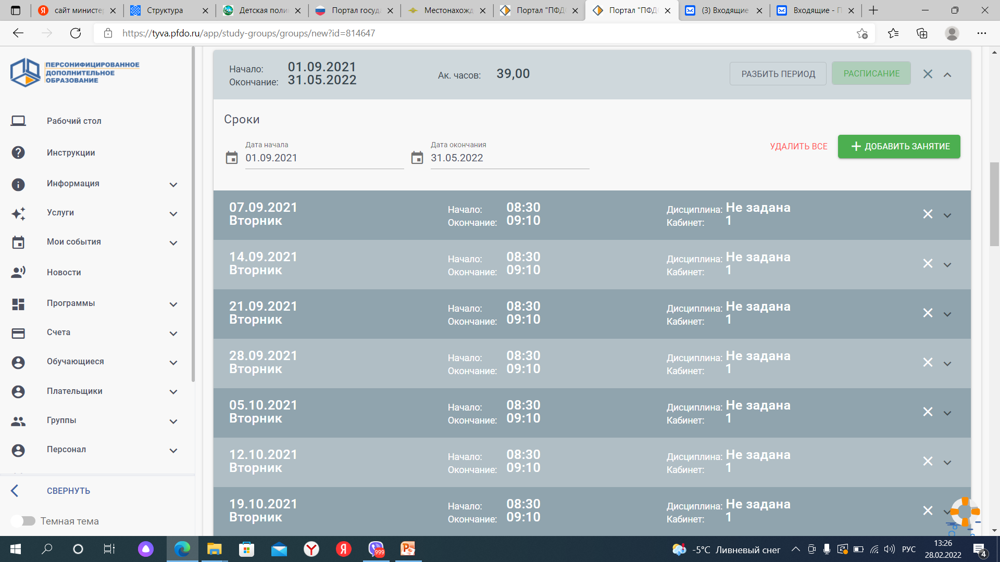 сайт министе
Структура
Детская поли
Портал госуда
Местонахожд
Портал "ПФДО
Портал "ПФДО
(3) Входящие
Входящие - П
https://tyva.pfdo.ru/app/study-groups/groups/new?id=814647
ПЕРСОНИФИЦИРОВАННОЕ
ДОПОЛНИТЕЛЬНОЕ
ОБРАЗОВАНИЕ
Рабочий стол
Инструкции
Информация
Услуги
Мои события
Новости
Программы
Счета
Обучающиеся
Плательщики
Группы
Персонал
СВЕРНУТЬ
Темная тема
Начало: 01.09.2021
Окончание: 31.05.2022
Ак. часов: 39,00
РАЗБИТЬ ПЕРИОД
РАСПИСАНИЕ
Сроки
Дата начала
01.09.2021
Дата окончания
31.05.2022
УДАЛИТЬ ВСЕ
ДОБАВИТЬ ЗАНЯТИЕ
07.09.2021 Начало: 08:30 Дисциплина: Не задана
Вторник Окончание: 09:10 Кабинет: 1
14.09.2021 Начало: 08:30 Дисциплина: Не задана
Вторник Окончание: 09:10 Кабинет: 1
21.09.2021 Начало: 08:30 Дисциплина: Не задана
Вторник Окончание: 09:10 Кабинет: 1
28.09.2021 Начало: 08:30 Дисциплина: Не задана
Вторник Окончание: 09:10 Кабинет: 1
05.10.2021 Начало: 08:30 Дисциплина: Не задана
Вторник Окончание: 09:10 Кабинет: 1
12.10.2021 Начало: 08:30 Дисциплина: Не задана
Вторник Окончание: 09:10 Кабинет: 1
19.10.2021 Начало: 08:30 Дисциплина: Не задана
Вторник Окончание: 09:10 Кабинет: 1
999
-5°C Ливневый снег
РУС
13:26
28.02.2022
4